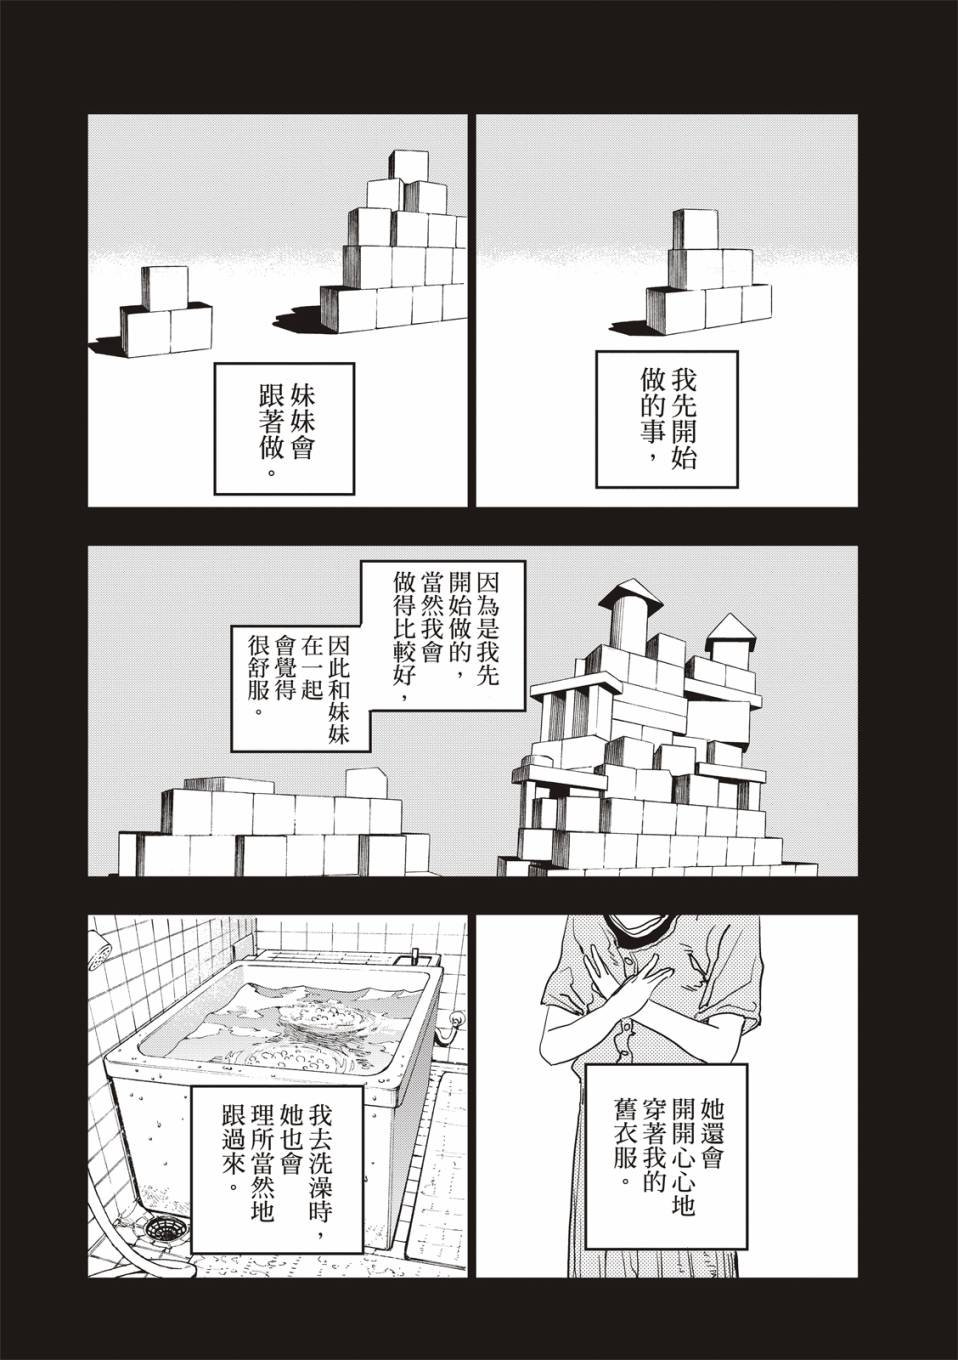 我先開始
做的事，
妹妹會
跟著做。
因為是我先
開始做的，
當然我會
做得比較好，
因此和妹妹
在一起
會覺得
很舒服。
她還會
開開心心地
穿著我的
舊衣服。
我去洗澡時，
她也會
理所當然地
跟過來。